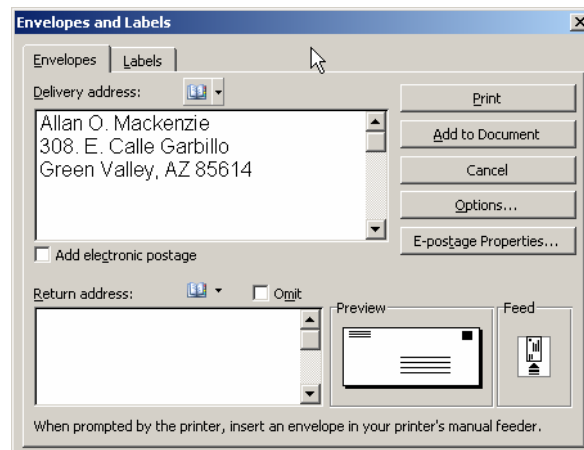 Envelopes and Labels
Envelopes Labels
Delivery address:
Allan O. Mackenzie
308. E. Calle Garbillo
Green Valley, AZ 85614
Print
Add to Document
Cancel
Options...
E-postage Properties...
Add electronic postage
Return address:
Omit
Preview
Feed
When prompted by the printer, insert an envelope in your printer's manual feeder.